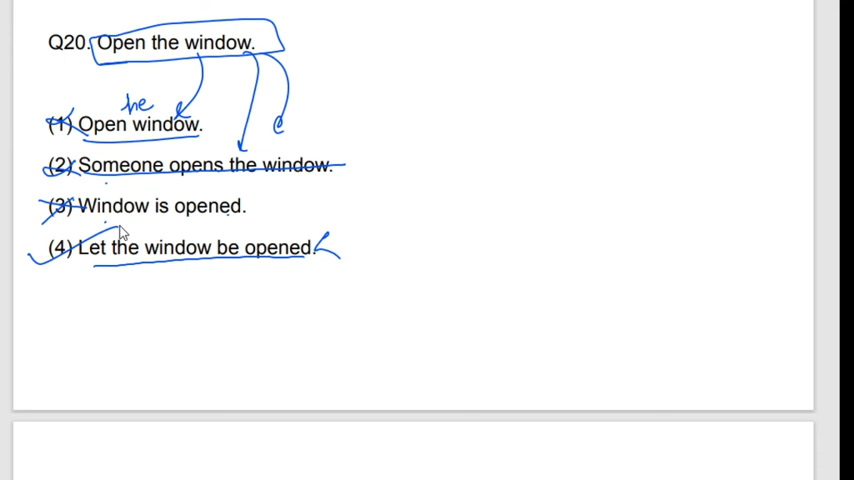 Q20. Open the window.
he
(1) Open window.
(2) Someone opens the window.
(3) Window is opened.
(4) Let the window be opened.